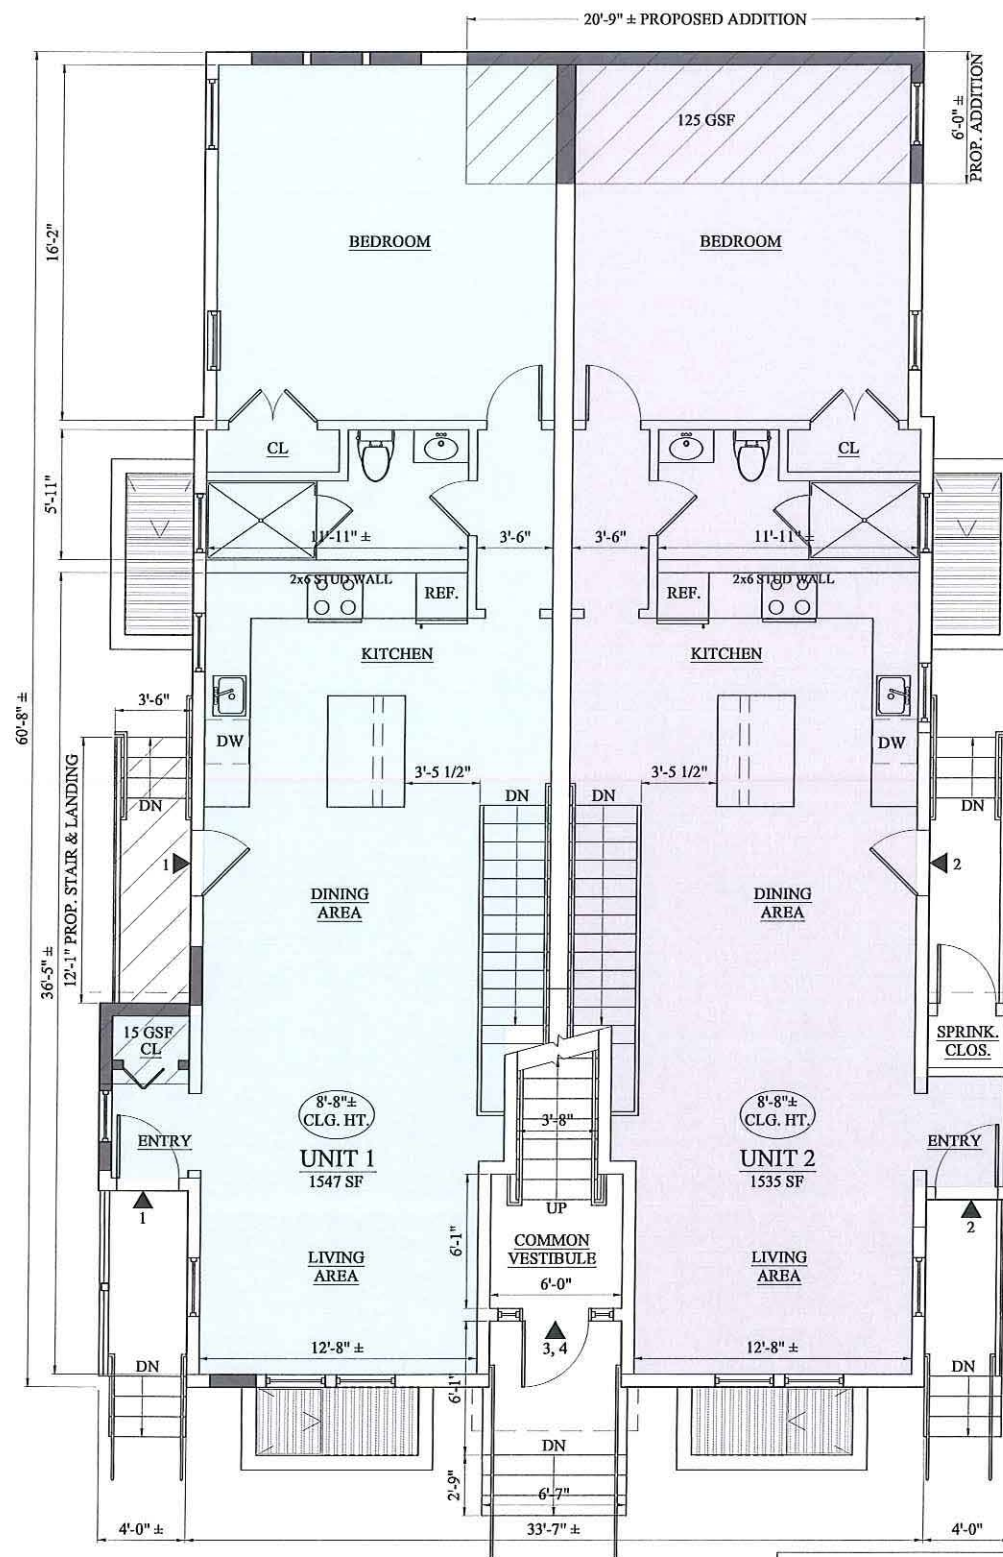 20'-9" ± PROPOSED ADDITION
125 GSF
6'-0" ±
PROP. ADDITION
16'-2"
BEDROOM
BEDROOM
CL
CL
5'-11"
11'-11" ±
3'-6"
3'-6"
11'-11" ±
2x6 STUD WALL
2x6 STUD WALL
REF.
REF.
KITCHEN
KITCHEN
60'-8" ±
3'-6"
DW
DW
3'-5 1/2"
3'-5 1/2"
DN
DN
DN
DN
12'-1" PROP. STAIR & LANDING
1
2
DINING
AREA
DINING
AREA
36'-5" ±
15 GSF
CL
SPRINK.
CLOS.
8'-8"±
CLG. HT.
3'-8"
8'-8"±
CLG. HT.
ENTRY
ENTRY
UNIT 1
1547 SF
UNIT 2
1535 SF
UP
1
2
COMMON
VESTIBULE
6'-1"
LIVING
AREA
LIVING
AREA
6'-0"
3, 4
12'-8" ±
12'-8" ±
DN
DN
6'-1"
DN
2'-9"
6'-7"
4'-0" ±
33'-7" ±
4'-0"